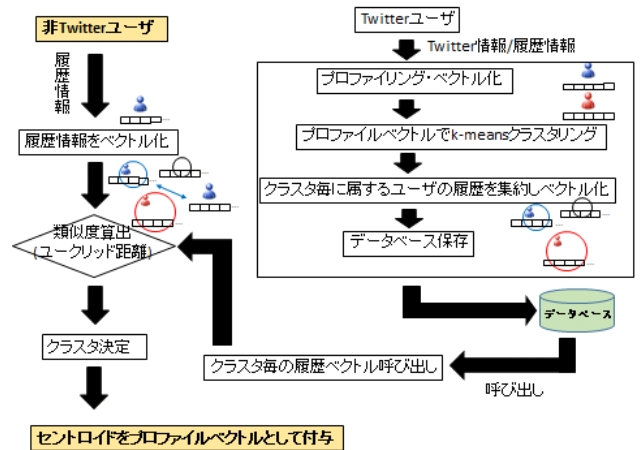 非Twitterユーザ
履歴情報
履歴情報をベクトル化
類似度算出
(ユークリッド距離)
クラスタ決定
セントロイドをプロファイルベクトルとして付与
Twitterユーザ
Twitter情報/履歴情報
プロファイリング・ベクトル化
プロファイルベクトルでk-meansクラスタリング
クラスタ毎に属するユーザの履歴を集約しベクトル化
データベース保存
データベース
呼び出し
クラスタ毎の履歴ベクトル呼び出し